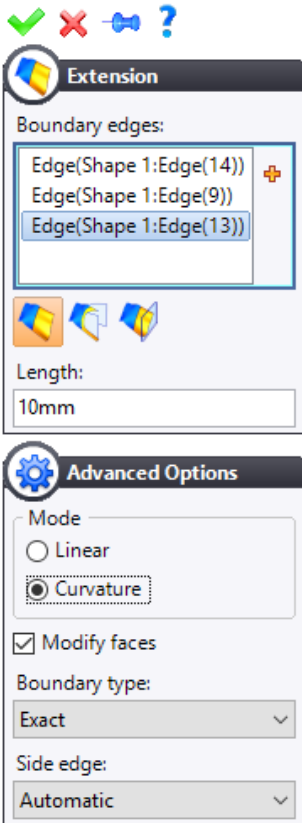 ?
Extension
Boundary edges:
Edge(Shape 1:Edge(14))
Edge(Shape 1:Edge(9))
Edge(Shape 1:Edge(13))
Length:
10mm
Advanced Options
Mode
Linear
Curvature
Modify faces
Boundary type:
Exact
Side edge:
Automatic